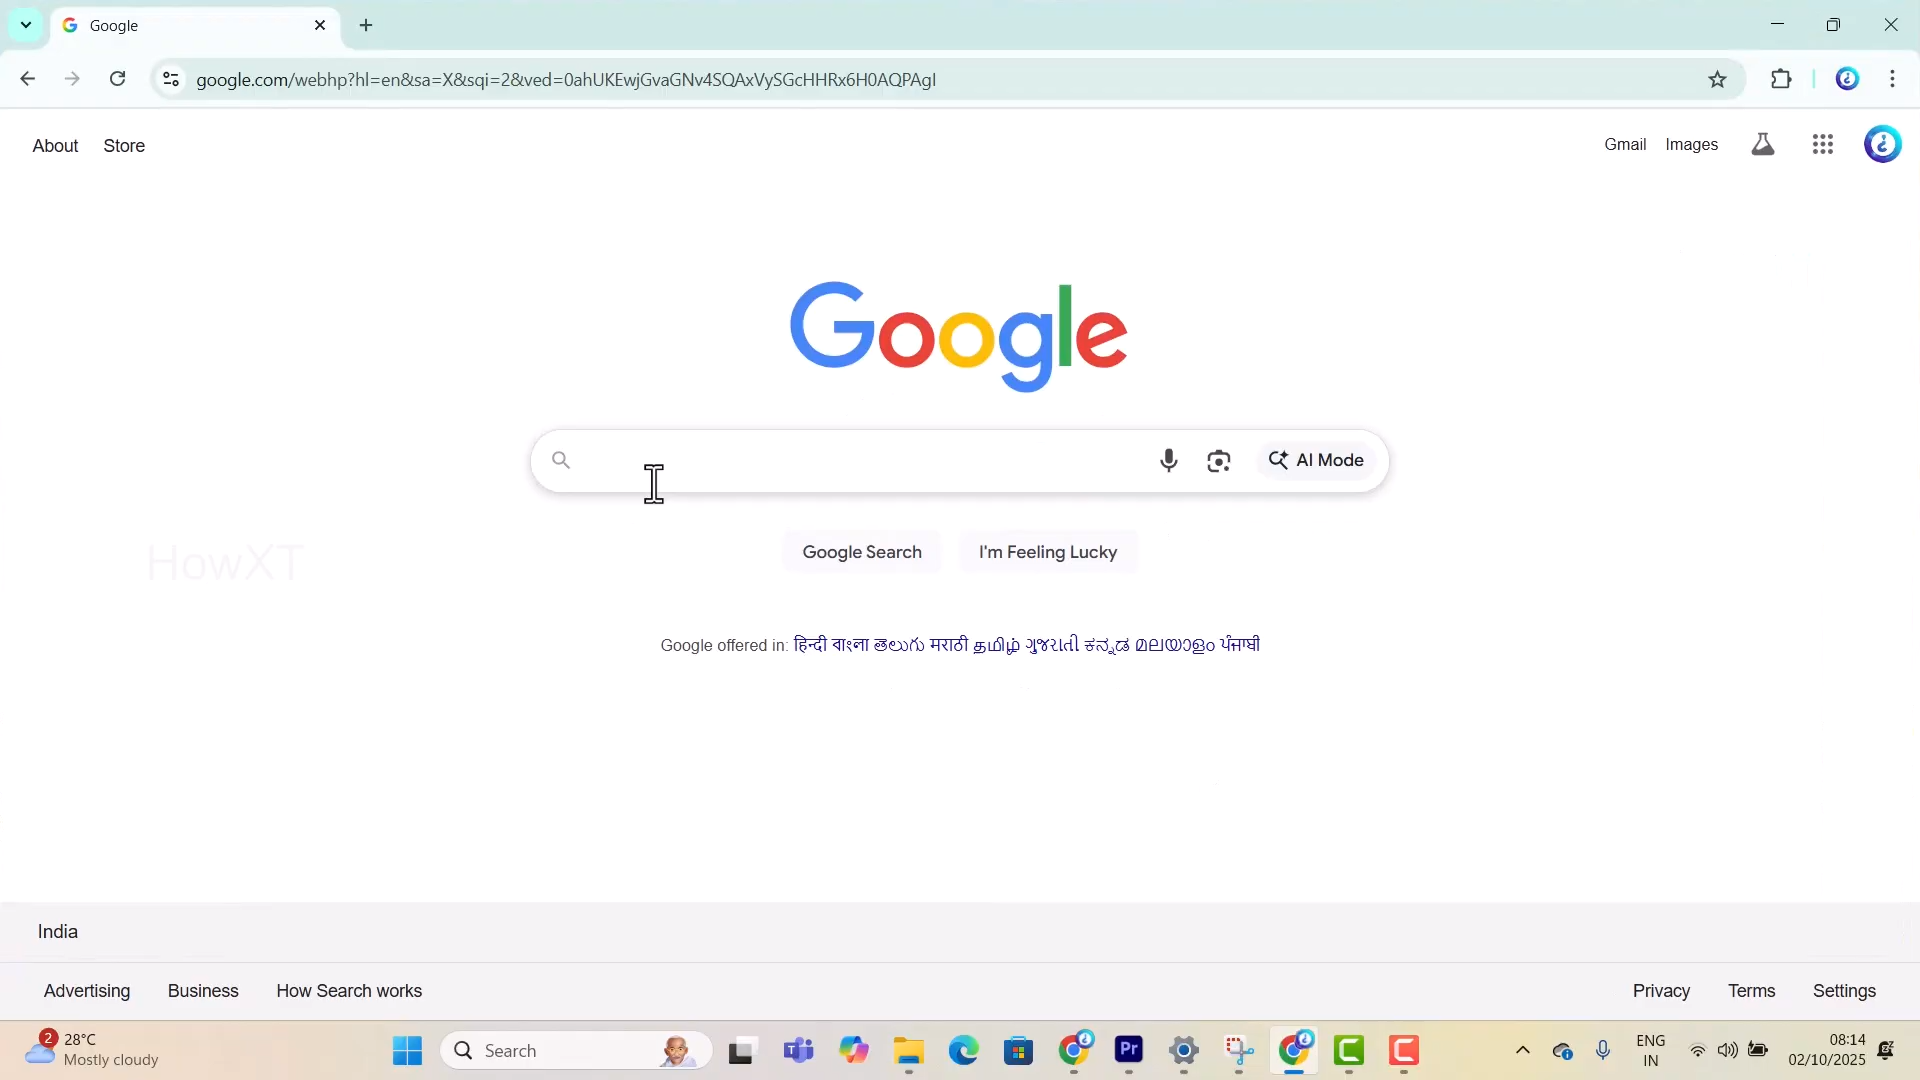 Google
google.com/webhp?hl=en&sa=X&sqi=2&ved=0ahUKEwjGvaGNv4SQAxVySGcHHRx6H0AQPAgI
About Store
Gmail Images
Google
AI Mode
Google Search I'm Feeling Lucky
HowXT
Google offered in: हिन्दी বাংলা తెలుగు मराठी தமிழ் ગુજરાતી ಕನ್ನಡ മലയാളം ਪੰਜਾਬੀ
India
Advertising Business How Search works
Privacy Terms Settings
2
28°C
Mostly cloudy
Search
Pr
ENG
IN
08:14
02/10/2025